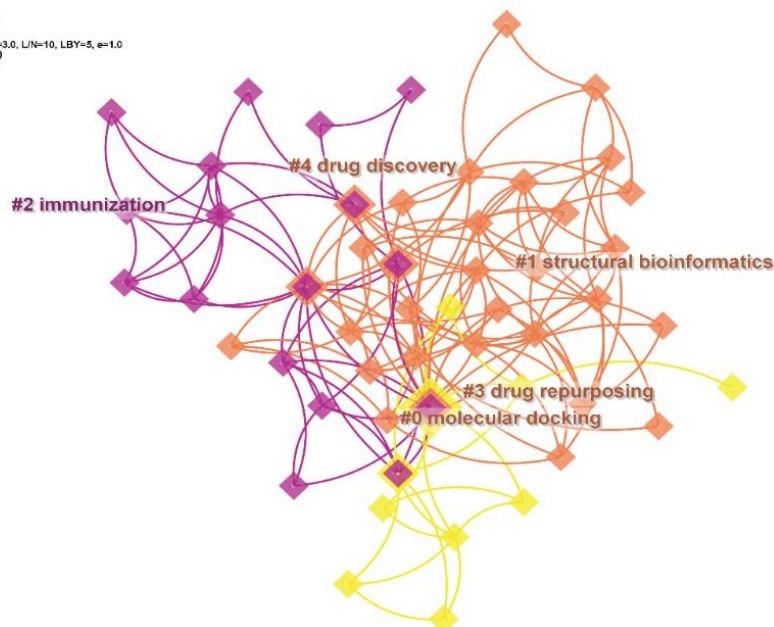 =3.0, L/N=10, LBY=5, e=1.0
#4 drug discovery
#2 immunization
#1 structural bioinformatics
#3 drug repurposing
#0 molecular docking